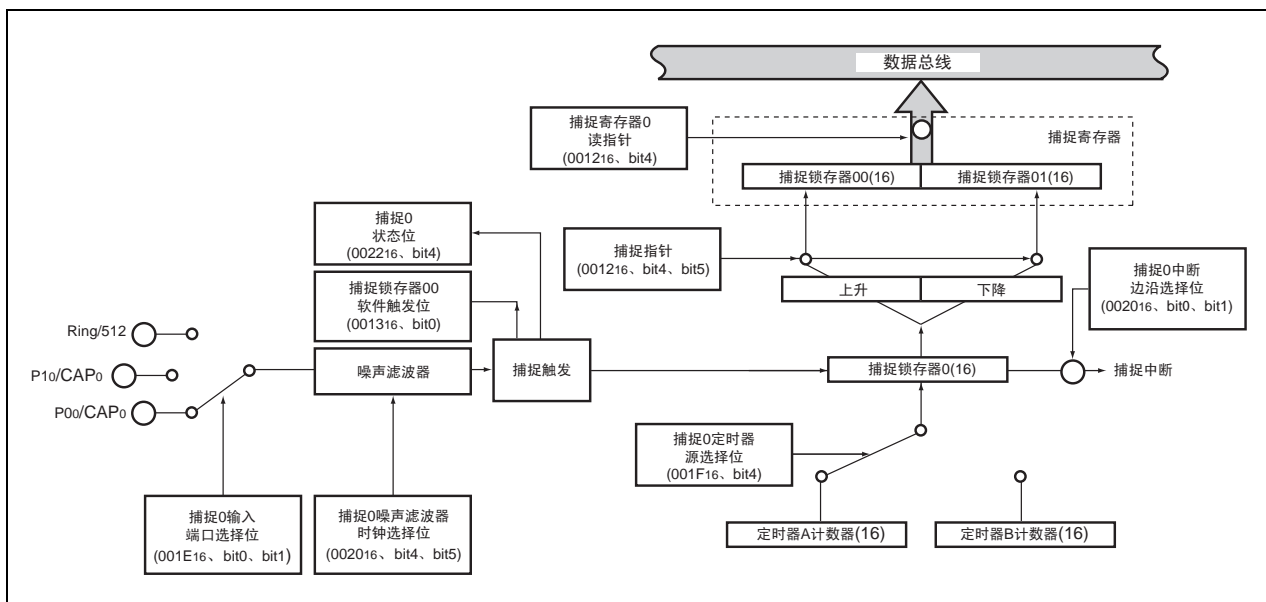 数据总线
捕捉寄存器0
读指针
(001216、bit4)
捕捉寄存器
捕捉锁存器00(16)
捕捉锁存器01(16)
捕捉0
状态位
(002216、bit4)
捕捉指针
(001216、bit4、bit5)
捕捉0中断
边沿选择位
(002016、bit0、bit1)
上升
下降
捕捉锁存器00
软件触发位
(001316、bit0)
Ring/512
P10/CAP0
P00/CAP0
噪声滤波器
捕捉触发
捕捉锁存器0(16)
捕捉中断
捕捉0定时器
源选择位
(001F16、bit4)
捕捉0输入
端口选择位
(001E16、bit0、bit1)
捕捉0噪声滤波器
时钟选择位
(002016、bit4、bit5)
定时器A计数器(16)
定时器B计数器(16)